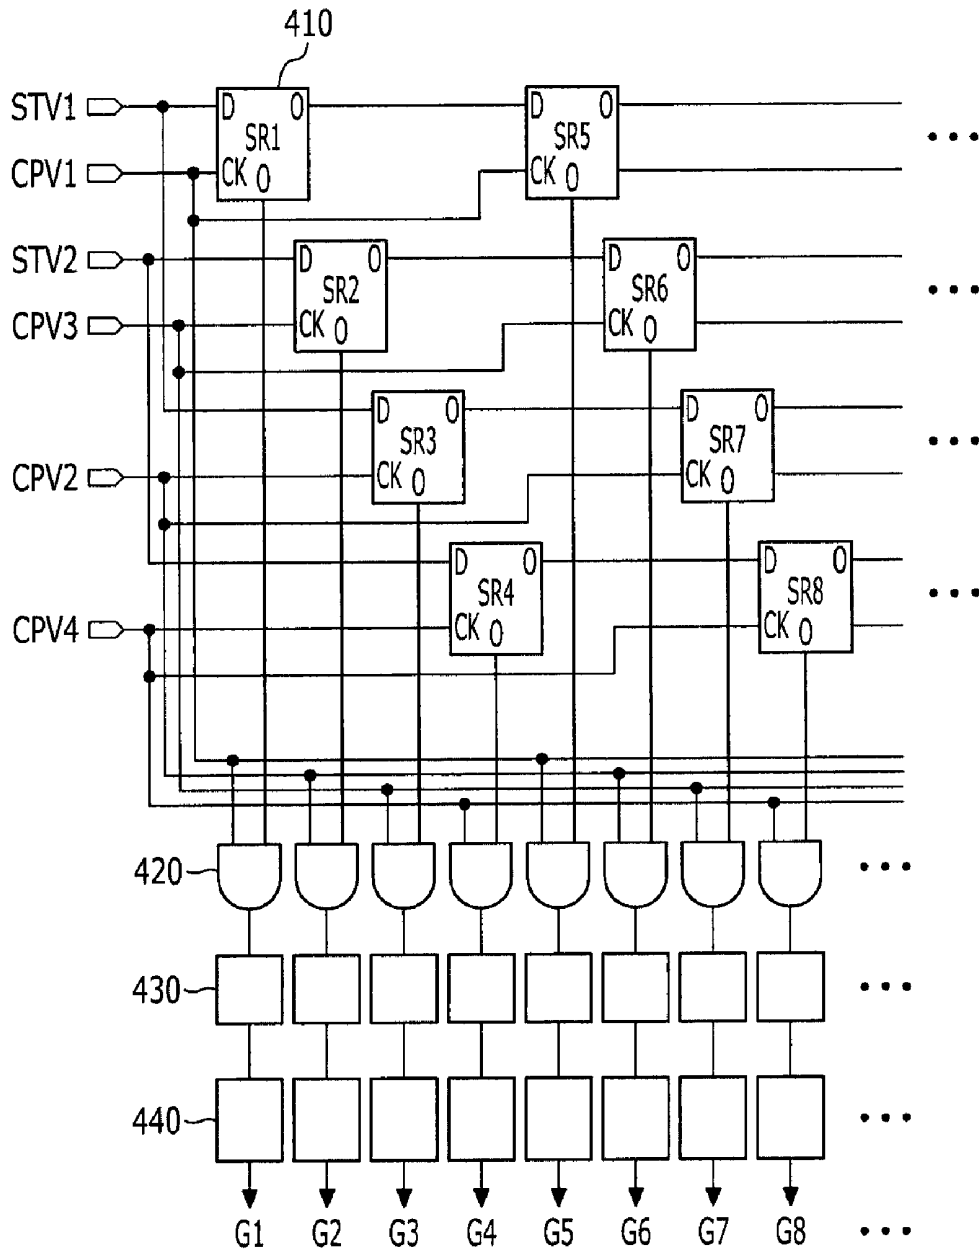 410
STV1 D O D O
SR1 SR5
CPV1 CK O CK O
...
STV2 D O D O
SR2 SR6
CPV3 CK O CK O
...
D O D O
SR3 SR7
CPV2 CK O CK O
...
D O D O
SR4 SR8
CPV4 CK O CK O
...
420 ...
430 ...
440 ...
G1 G2 G3 G4 G5 G6 G7 G8 ...